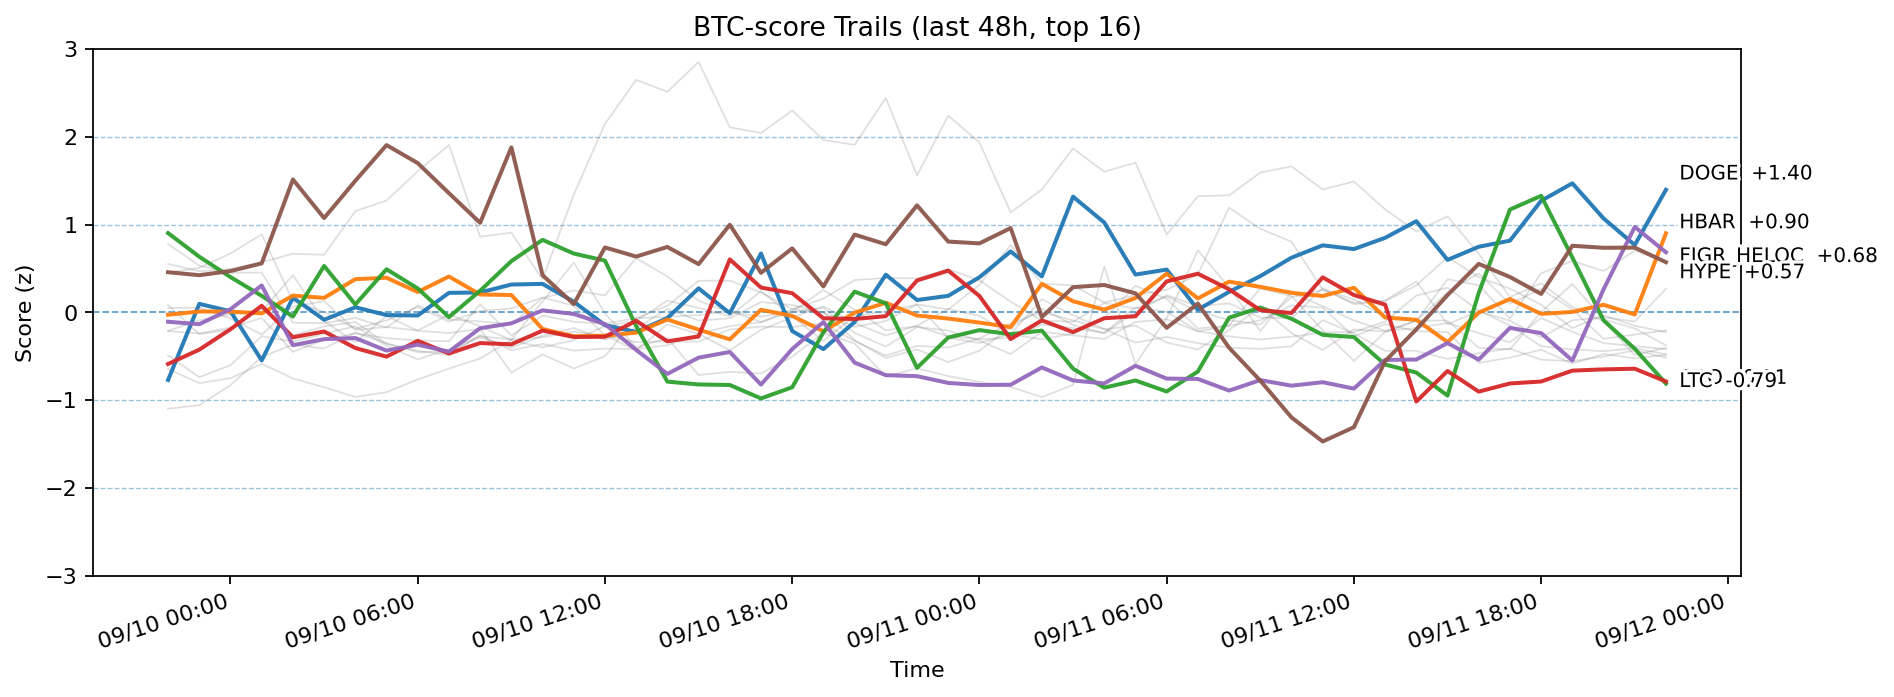 BTC-score Trails (last 48h, top 16)
Score (z)
3
2
1
0
−1
−2
−3
DOGE +1.40
HBAR +0.90
FIGR_HELOC +0.68
HYPE +0.57
LTC -0.79
09/10 00:00
09/10 06:00
09/10 12:00
09/10 18:00
09/11 00:00
09/11 06:00
09/11 12:00
09/11 18:00
09/12 00:00
Time